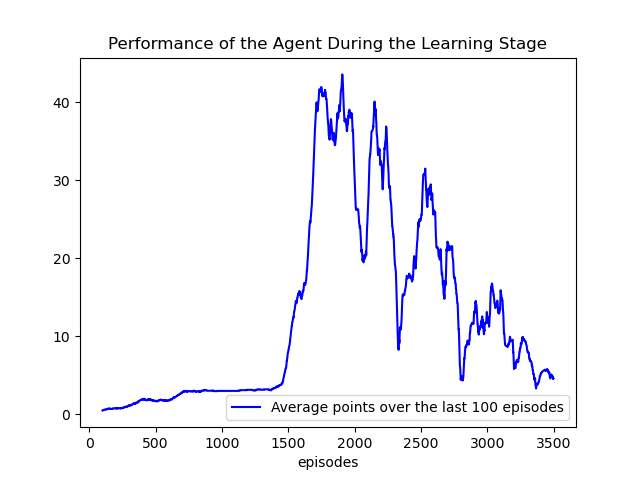 Performance of the Agent During the Learning Stage
40
30
20
10
0
Average points over the last 100 episodes
0 500 1000 1500 2000 2500 3000 3500
episodes